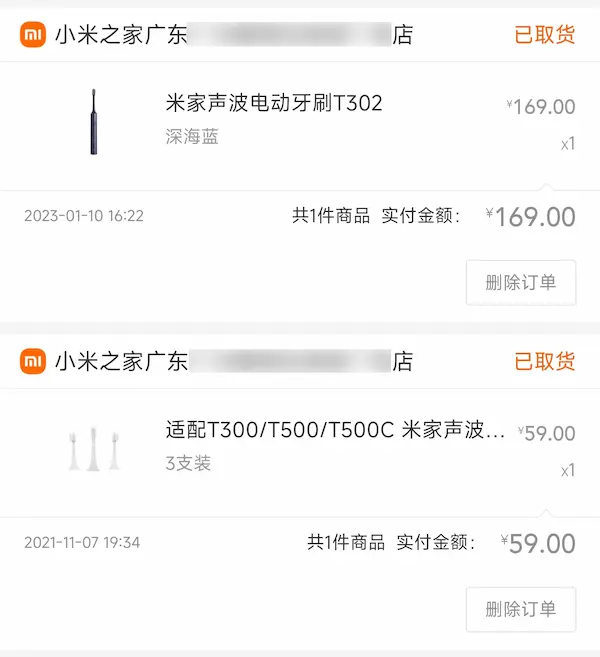 小米之家广东 店 已取货
米家声波电动牙刷T302 ¥169.00
深海蓝 x1
2023-01-10 16:22 共1件商品 实付金额: ¥169.00
删除订单
小米之家广东 店 已取货
适配T300/T500/T500C 米家声波... ¥59.00
3支装 x1
2021-11-07 19:34 共1件商品 实付金额: ¥59.00
删除订单